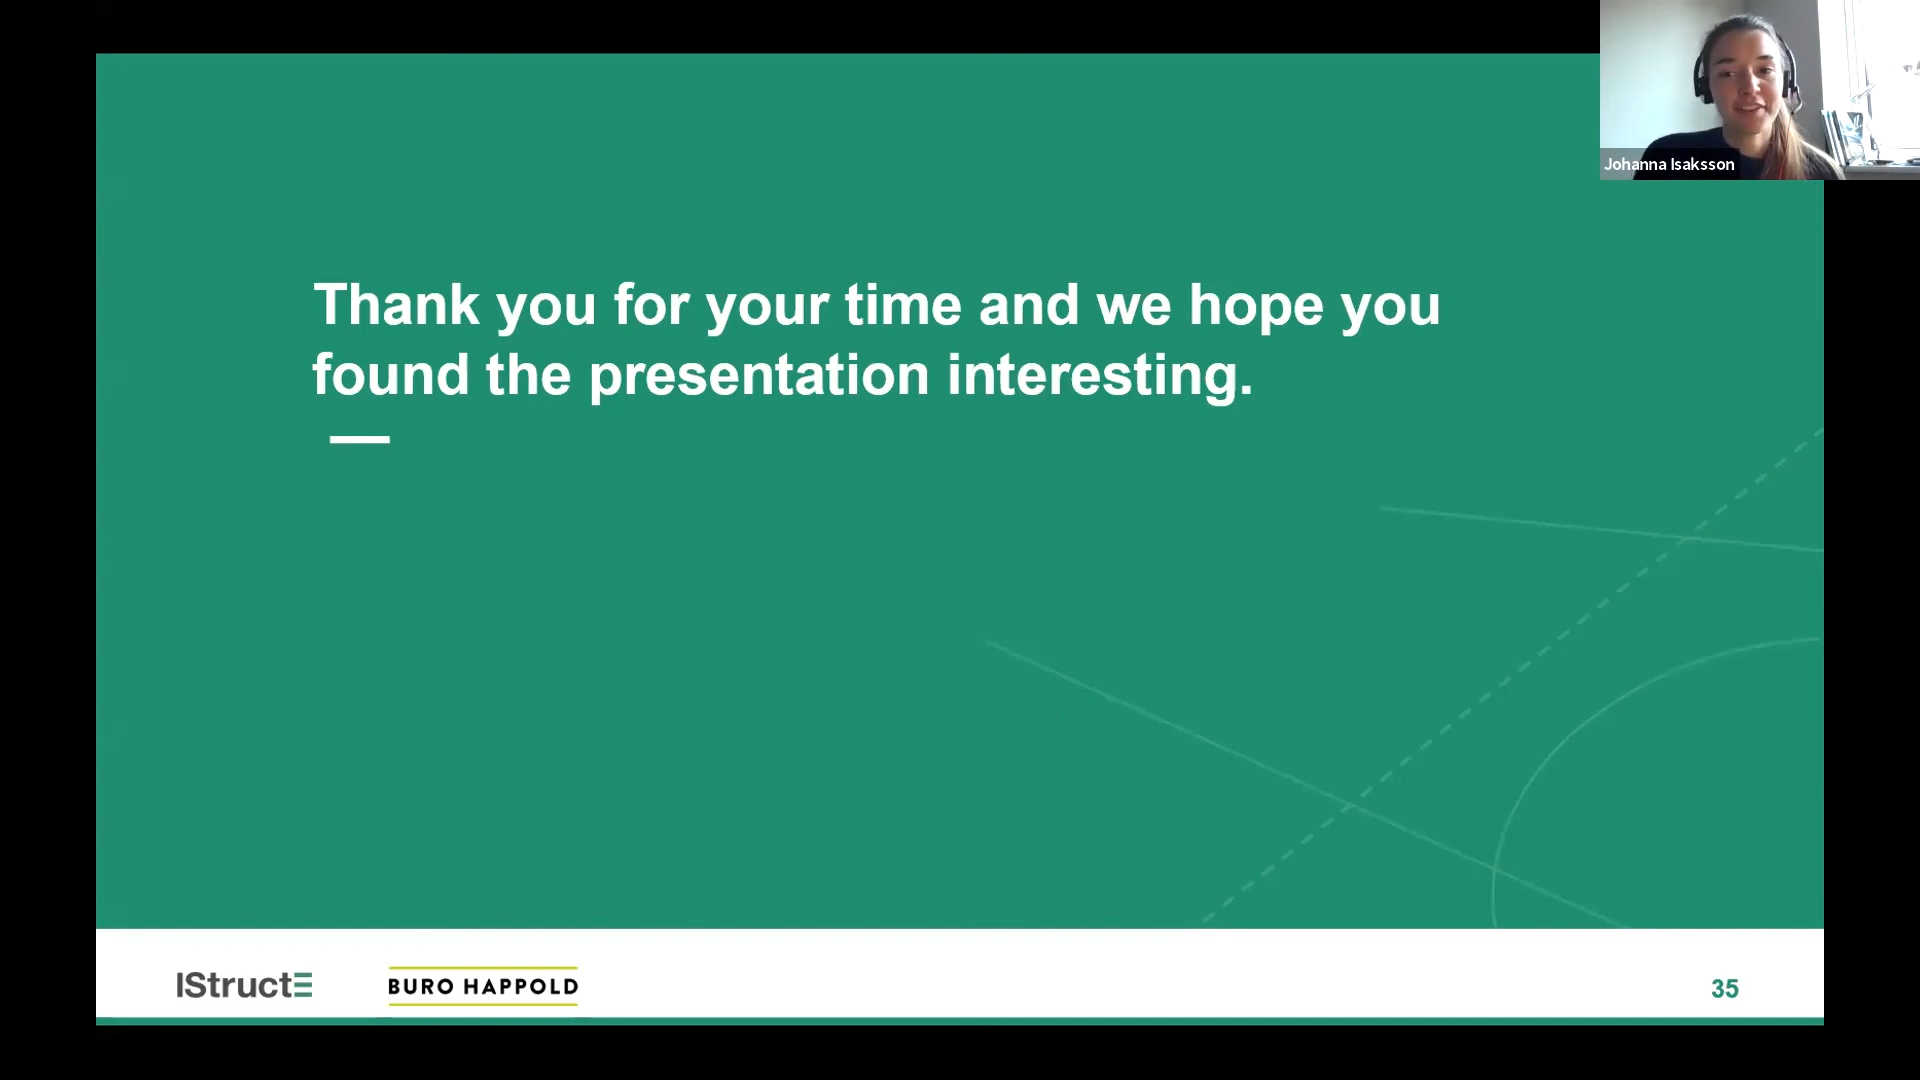 Johanna Isaksson
Thank you for your time and we hope you
found the presentation interesting.
IStructE
BURO HAPPOLD
35